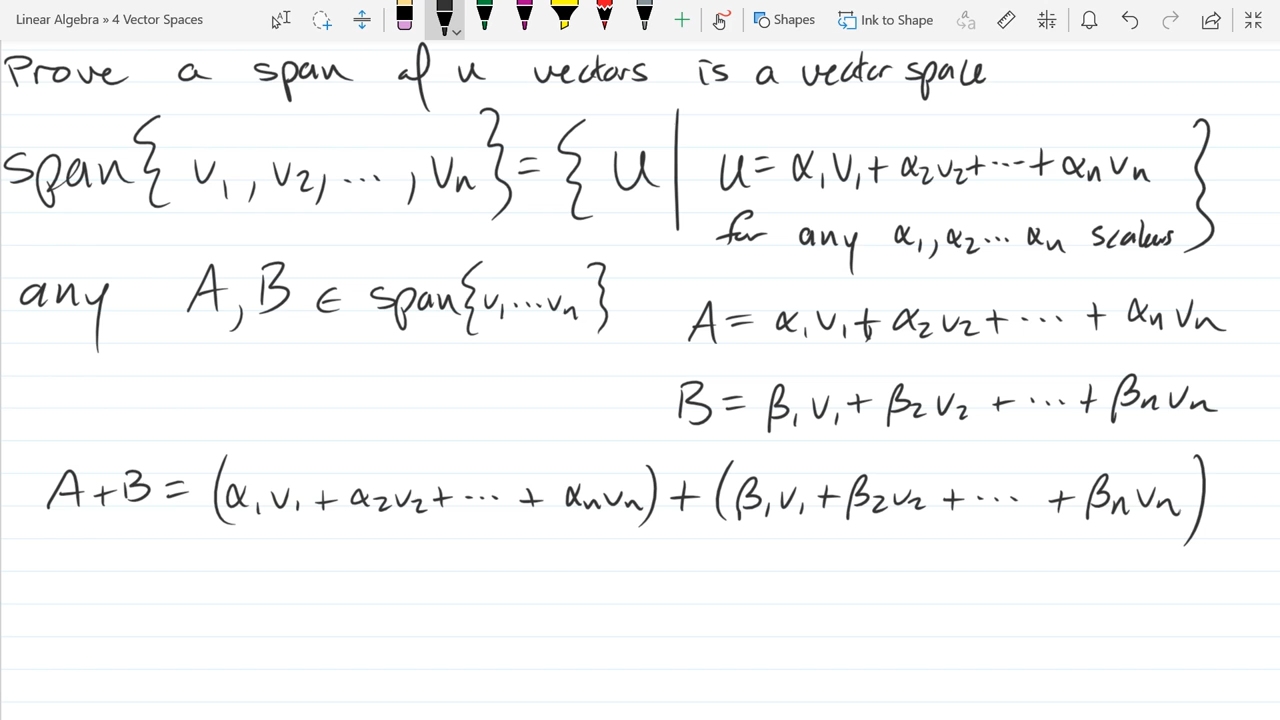 Linear Algebra » 4 Vector Spaces
Shapes
Ink to Shape
Prove a span of n vectors is a vector space
span{ v₁, v₂, ..., vₙ} = { u | u = α₁v₁ + α₂v₂ + ··· + αₙvₙ
for any α₁, α₂ ... αₙ scalars }
any A, B ∈ span{v₁, ... vₙ}
A = α₁v₁ + α₂v₂ + ··· + αₙvₙ
B = β₁v₁ + β₂v₂ + ··· + βₙvₙ
A + B = (α₁v₁ + α₂v₂ + ··· + αₙvₙ) + (β₁v₁ + β₂v₂ + ··· + βₙvₙ)